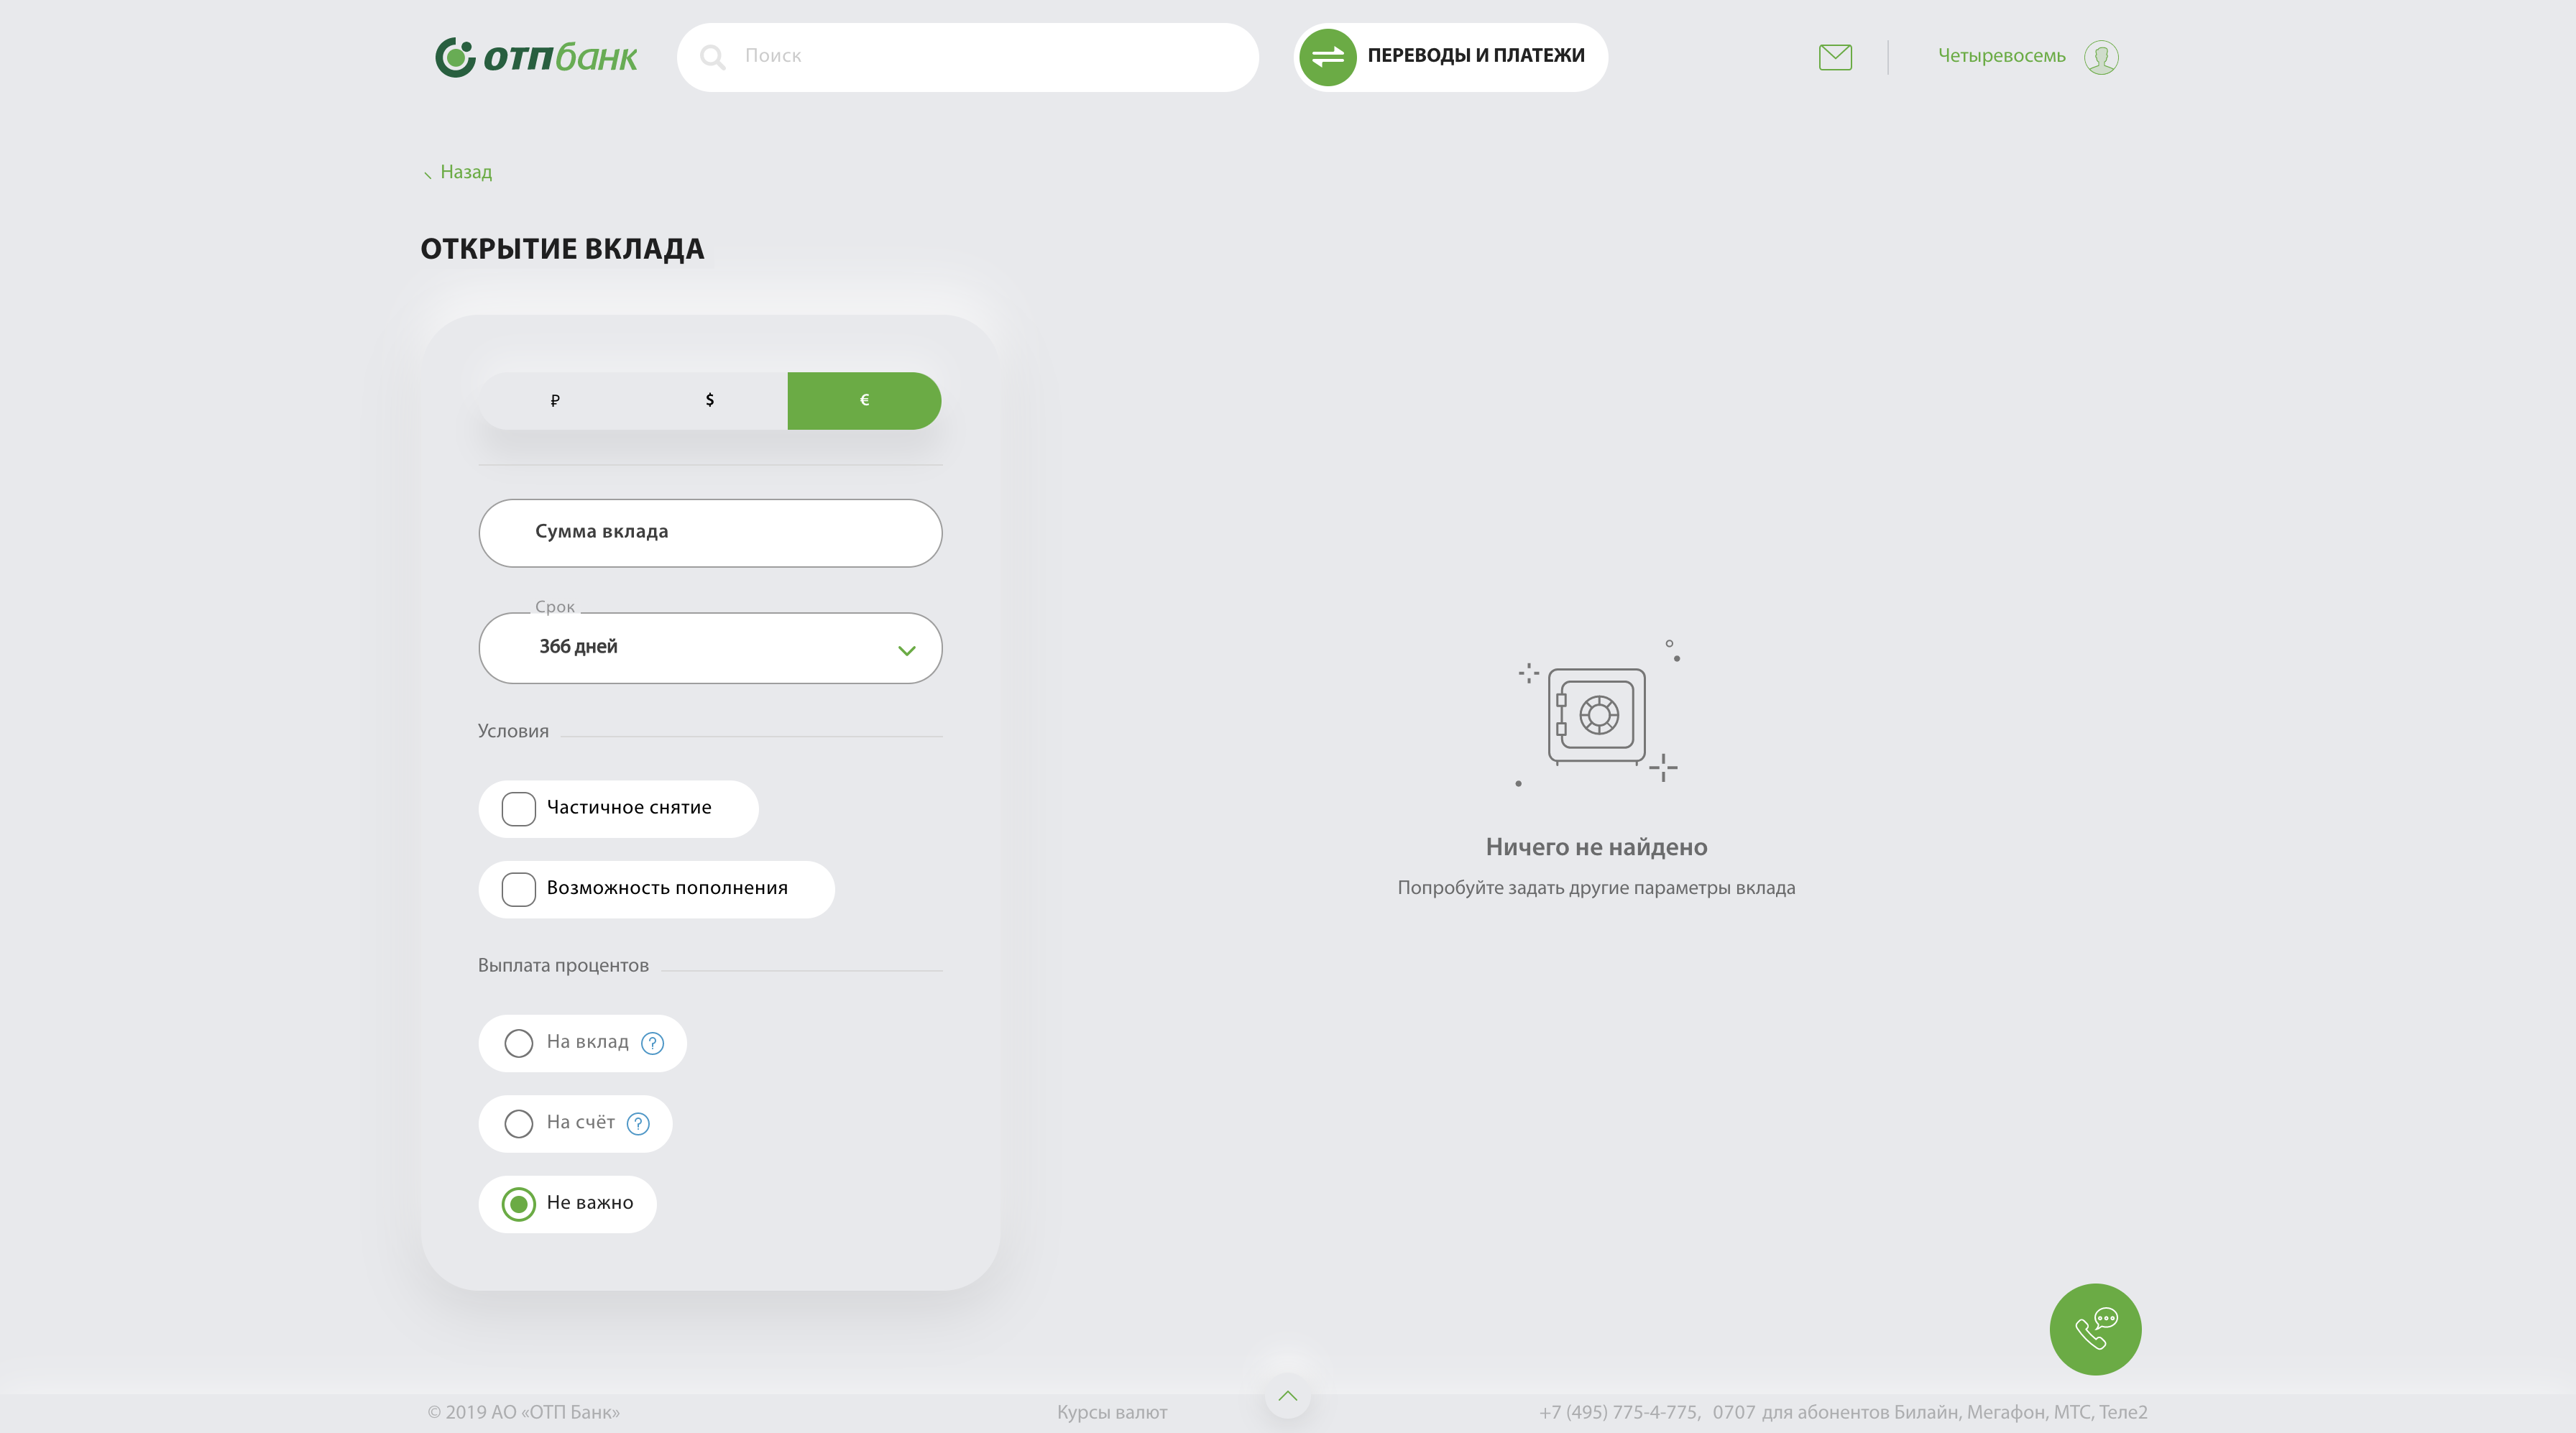 отпбанк
Поиск
ПЕРЕВОДЫ И ПЛАТЕЖИ
Четыревосемь
Назад
ОТКРЫТИЕ ВКЛАДА
₽ $ €
Сумма вклада
Срок
366 дней
Условия
Частичное снятие
Возможность пополнения
Выплата процентов
На вклад ?
На счёт ?
Не важно
Ничего не найдено
Попробуйте задать другие параметры вклада
© 2019 АО «ОТП Банк»
Курсы валют
+7 (495) 775-4-775, 0707 для абонентов Билайн, Мегафон, МТС, Теле2